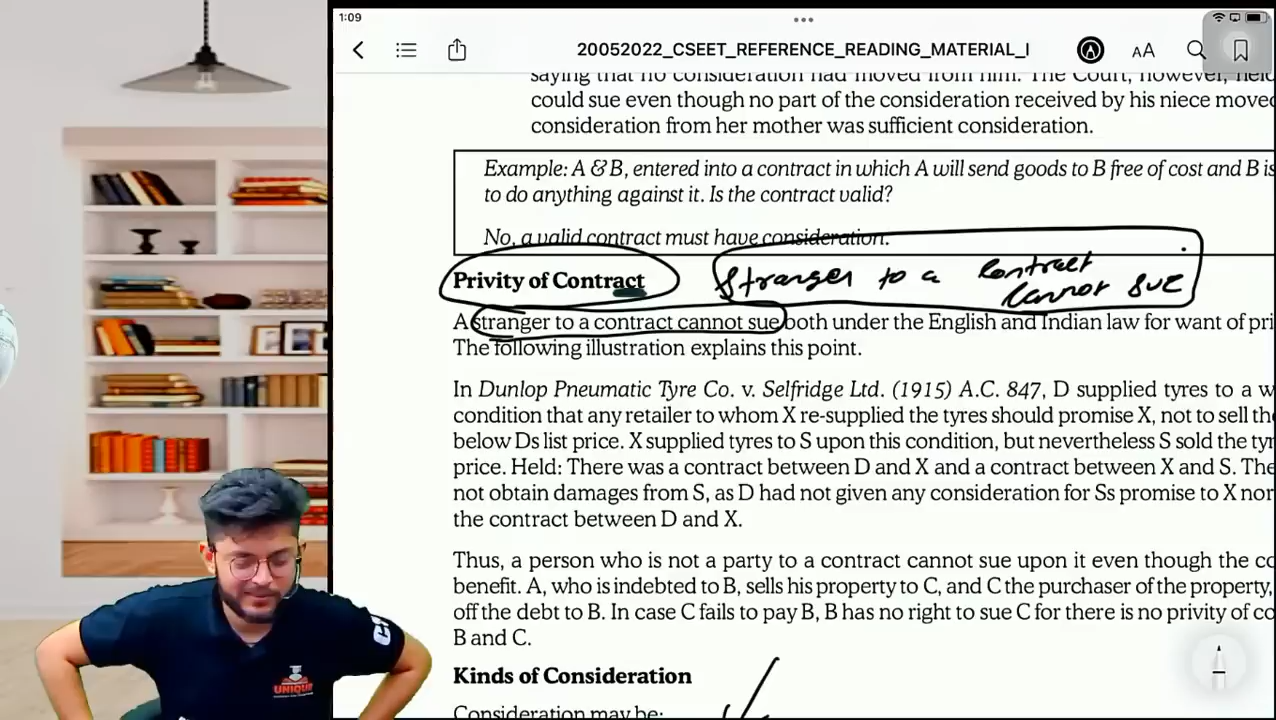 1:09
20052022_CSEET_REFERENCE_READING_MATERIAL_I
AA
saying that no consideration had moved from him. The Court, however, held
could sue even though no part of the consideration received by his niece moved
consideration from her mother was sufficient consideration.
Example: A & B, entered into a contract in which A will send goods to B free of cost and B is
to do anything against it. Is the contract valid?
No, a valid contract must have consideration.
Privity of Contract
Stranger to a Contract
Cannot Sue
A stranger to a contract cannot sue both under the English and Indian law for want of pri
The following illustration explains this point.
In Dunlop Pneumatic Tyre Co. v. Selfridge Ltd. (1915) A.C. 847, D supplied tyres to a w
condition that any retailer to whom X re-supplied the tyres should promise X, not to sell the
below Ds list price. X supplied tyres to S upon this condition, but nevertheless S sold the tyr
price. Held: There was a contract between D and X and a contract between X and S. The
not obtain damages from S, as D had not given any consideration for Ss promise to X nor
the contract between D and X.
Thus, a person who is not a party to a contract cannot sue upon it even though the co
benefit. A, who is indebted to B, sells his property to C, and C the purchaser of the property,
off the debt to B. In case C fails to pay B, B has no right to sue C for there is no privity of co
B and C.
Kinds of Consideration
Consideration may be:
UNIQUE